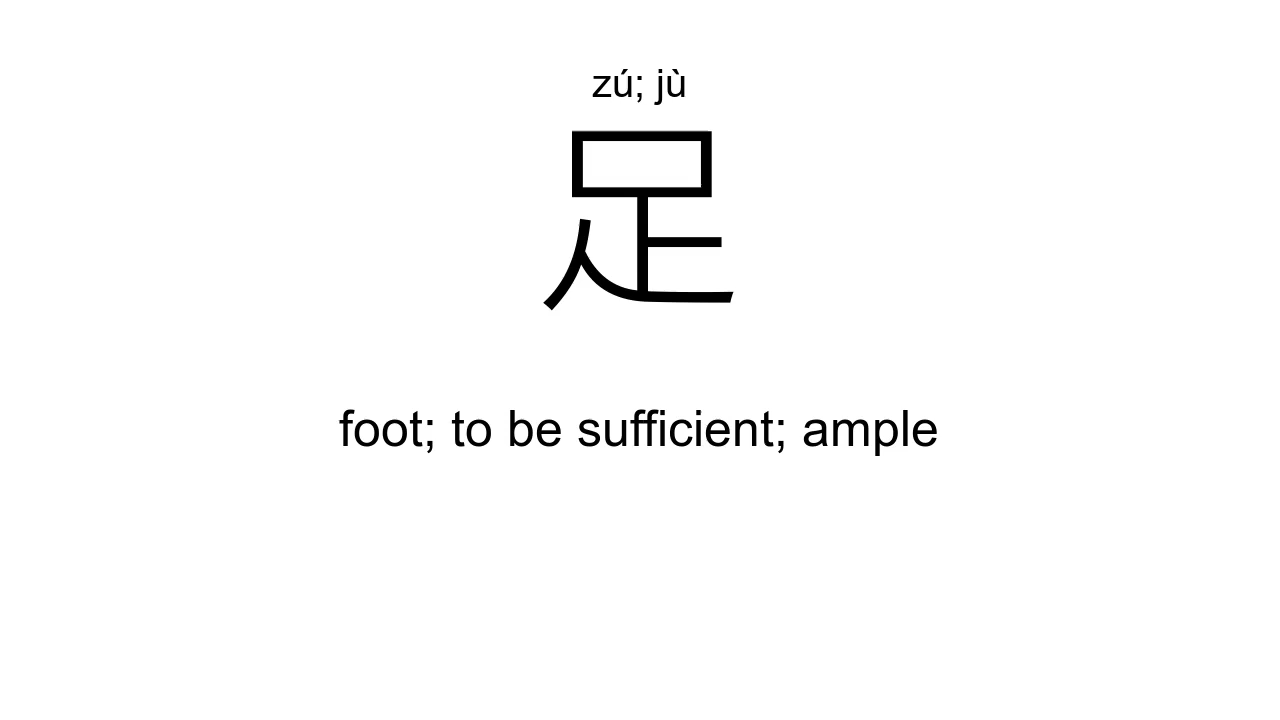 zú; jù
足
foot; to be sufficient; ample